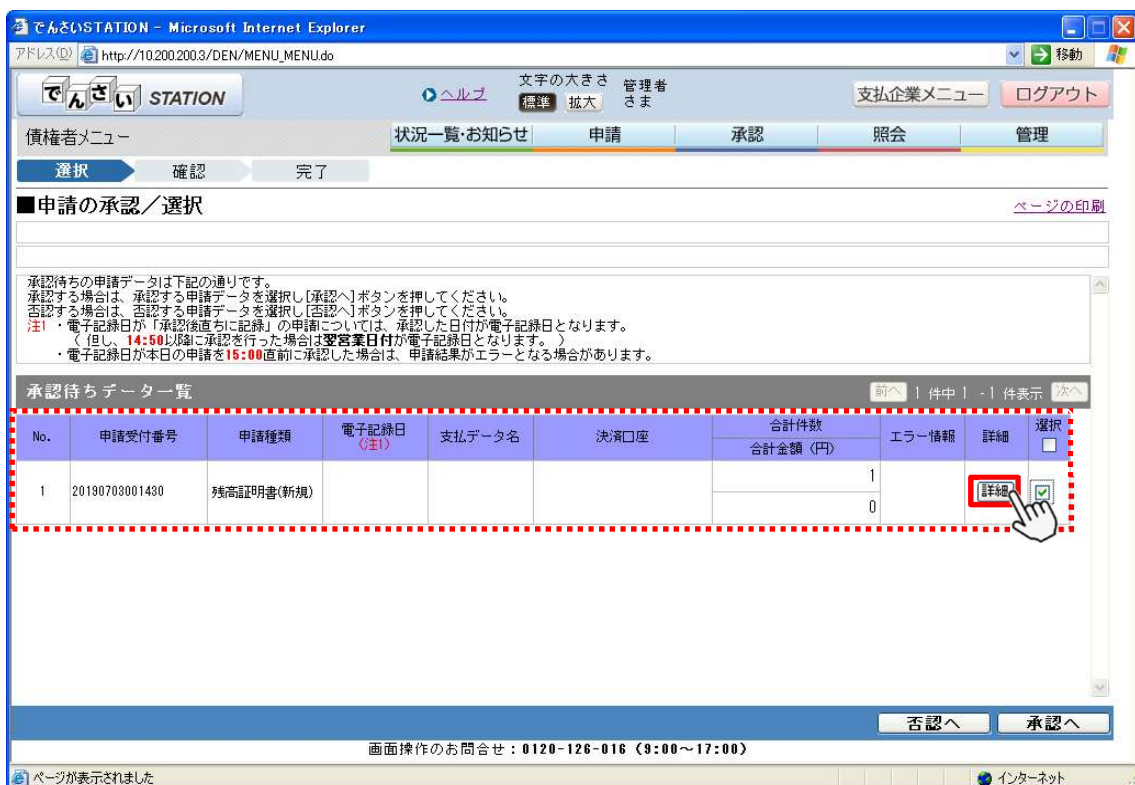 でんさいSTATION - Microsoft Internet Explorer
アドレス(D) http://10.200.200.3/DEN/MENU_MENU.do 移動
でんさい STATION
ヘルプ
文字の大きさ
標準 拡大
管理者
さま
支払企業メニュー ログアウト
債権者メニュー 状況一覧・お知らせ 申請 承認 照会 管理
選択 確認 完了
■申請の承認／選択 ページの印刷
承認待ちの申請データは下記の通りです。
承認する場合は、承認する申請データを選択し[承認へ]ボタンを押してください。
否認する場合は、否認する申請データを選択し[否認へ]ボタンを押してください。
注1 ・電子記録日が「承認後直ちに記録」の申請については、承認した日付が電子記録日となります。
（ 但し、14:50以降に承認を行った場合は翌営業日付が電子記録日となります。 ）
・電子記録日が本日の申請を15:00直前に承認した場合は、申請結果がエラーとなる場合があります。
承認待ちデータ一覧 前へ 1 件中 1 - 1 件表示 次へ
No. 申請受付番号 申請種類 電子記録日 (注1) 支払データ名 決済口座 合計件数 合計金額（円） エラー情報 詳細 選択
1 20190703001430 残高証明書(新規) 1 0 詳細
否認へ 承認へ
画面操作のお問合せ：0120-126-016（9:00～17:00）
ページが表示されました インターネット